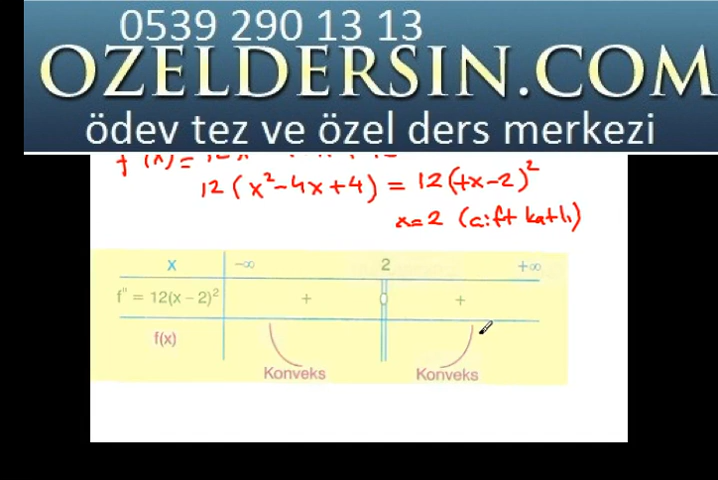 0539 290 13 13
OZELDERSIN.COM
ödev tez ve özel ders merkezi
12(x²-4x+4) = 12(+x-2)²
x=2 (çift katlı)
x -∞ 2 +∞
f" = 12(x - 2)² + 0 +
f(x)
Konveks Konveks